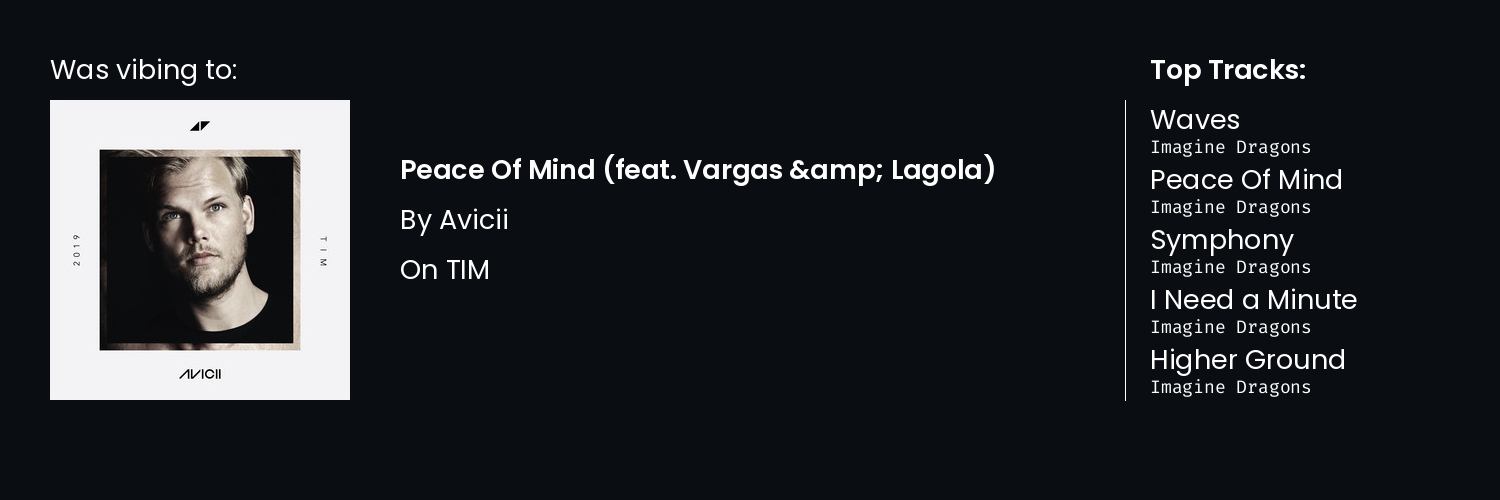 Was vibing to:
2019
TIM
AVICII
Peace Of Mind (feat. Vargas &amp; Lagola)
By Avicii
On TIM
Top Tracks:
Waves
Imagine Dragons
Peace Of Mind
Imagine Dragons
Symphony
Imagine Dragons
I Need a Minute
Imagine Dragons
Higher Ground
Imagine Dragons